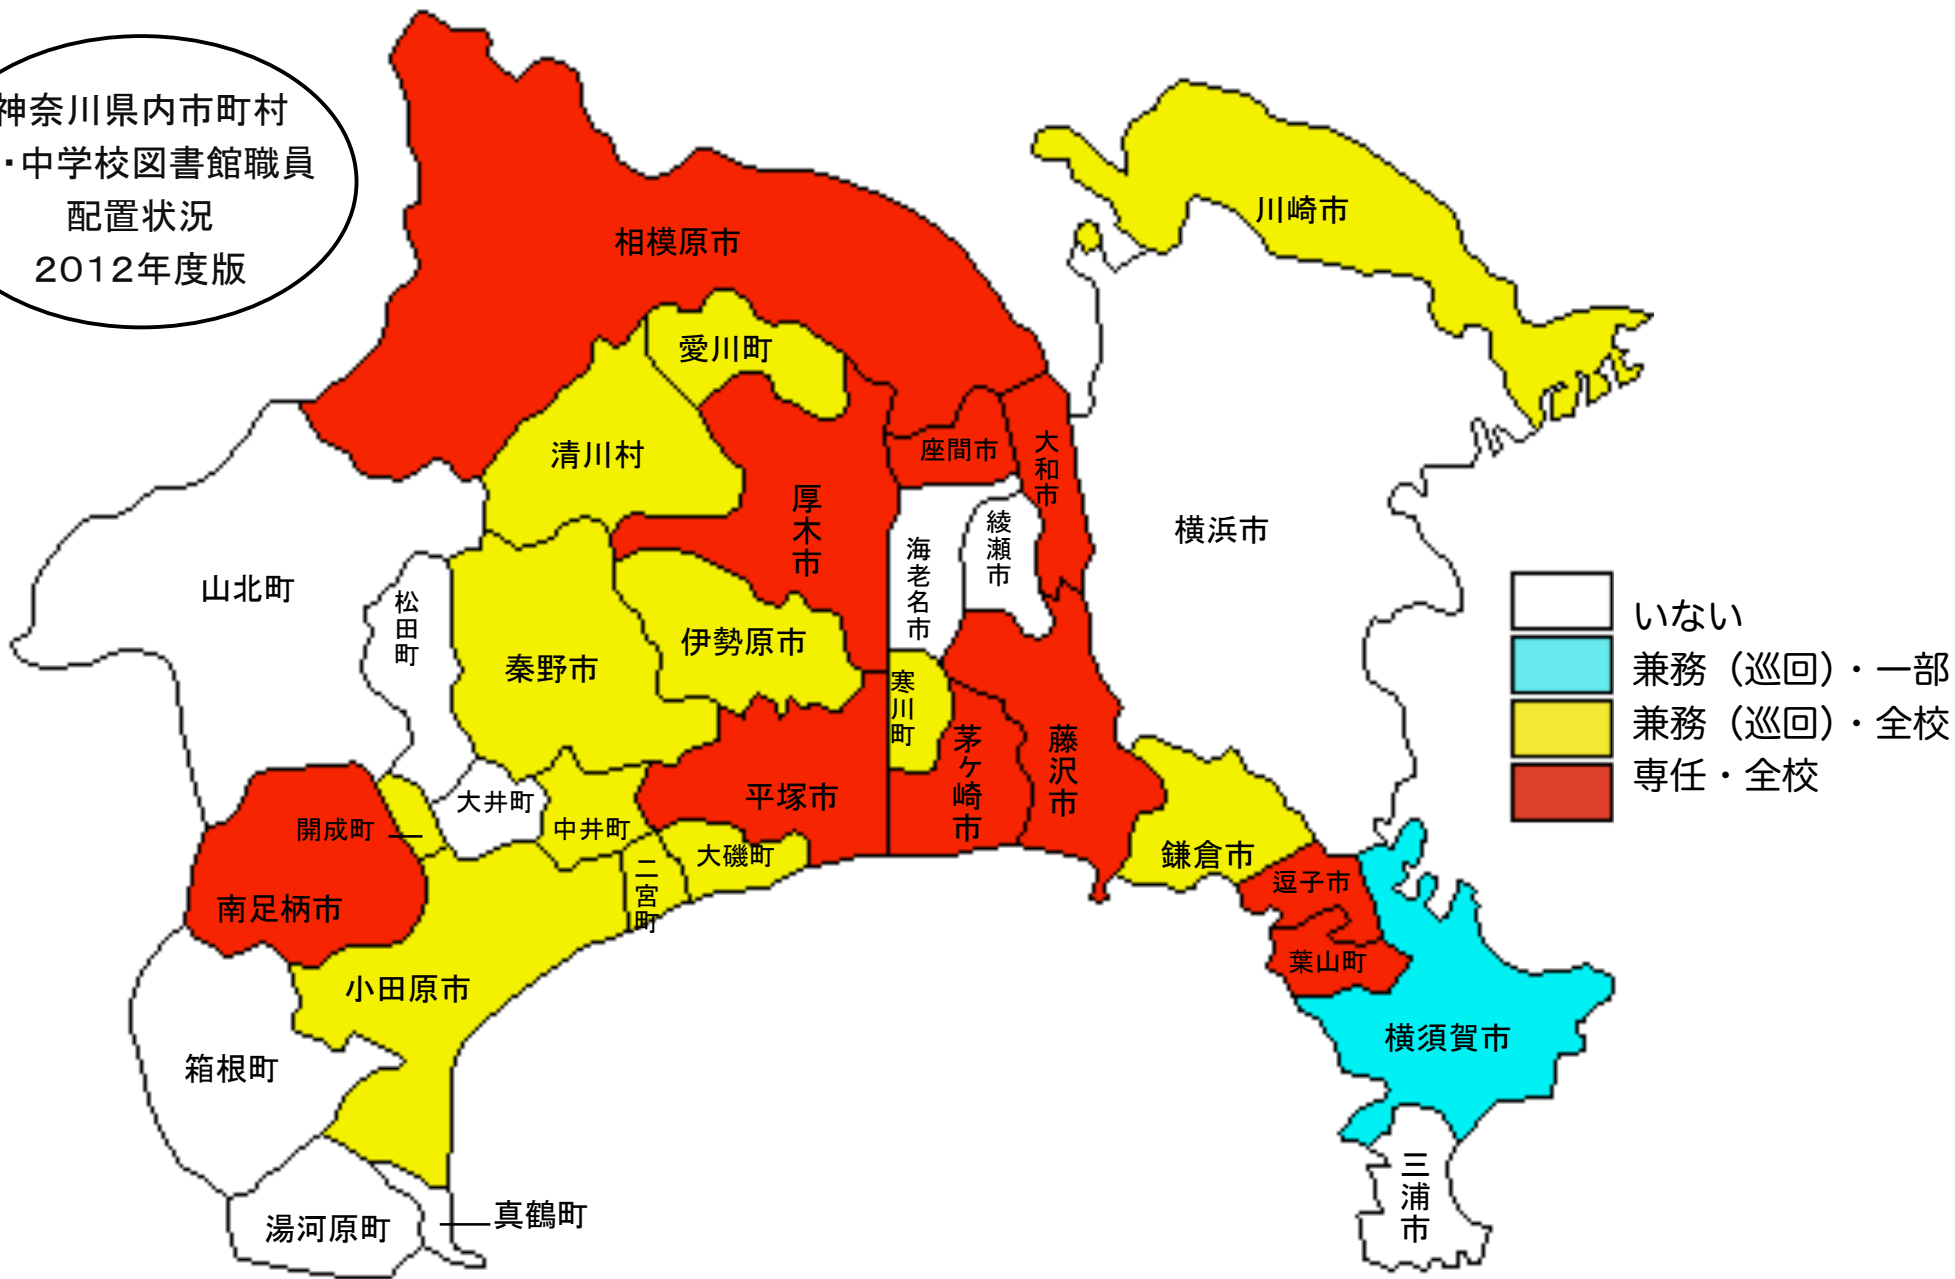 神奈川県内市町村
・中学校図書館職員
配置状況
2012年度版
川崎市
相模原市
愛川町
清川村
座間市
大和市
厚木市
横浜市
海老名市
綾瀬市
山北町
松田町
伊勢原市
秦野市
寒川町
茅ケ崎市
藤沢市
平塚市
大井町
開成町
中井町
大磯町
二宮町
鎌倉市
逗子市
南足柄市
葉山町
小田原市
横須賀市
箱根町
三浦市
湯河原町
真鶴町
いない
兼務（巡回）・一部
兼務（巡回）・全校
専任・全校